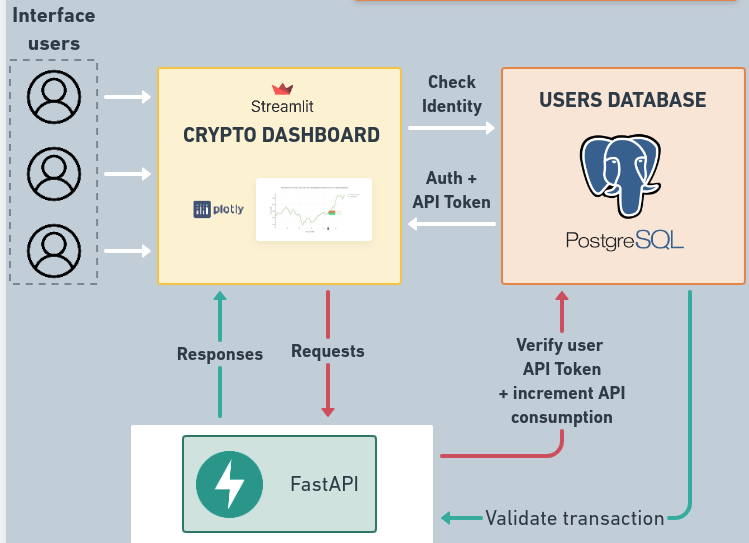 Interface
users
Streamlit
CRYPTO DASHBOARD
plotly
Check
Identity
Auth +
API Token
USERS DATABASE
PostgreSQL
Responses
Requests
Verify user
API Token
+ increment API
consumption
FastAPI
Validate transaction